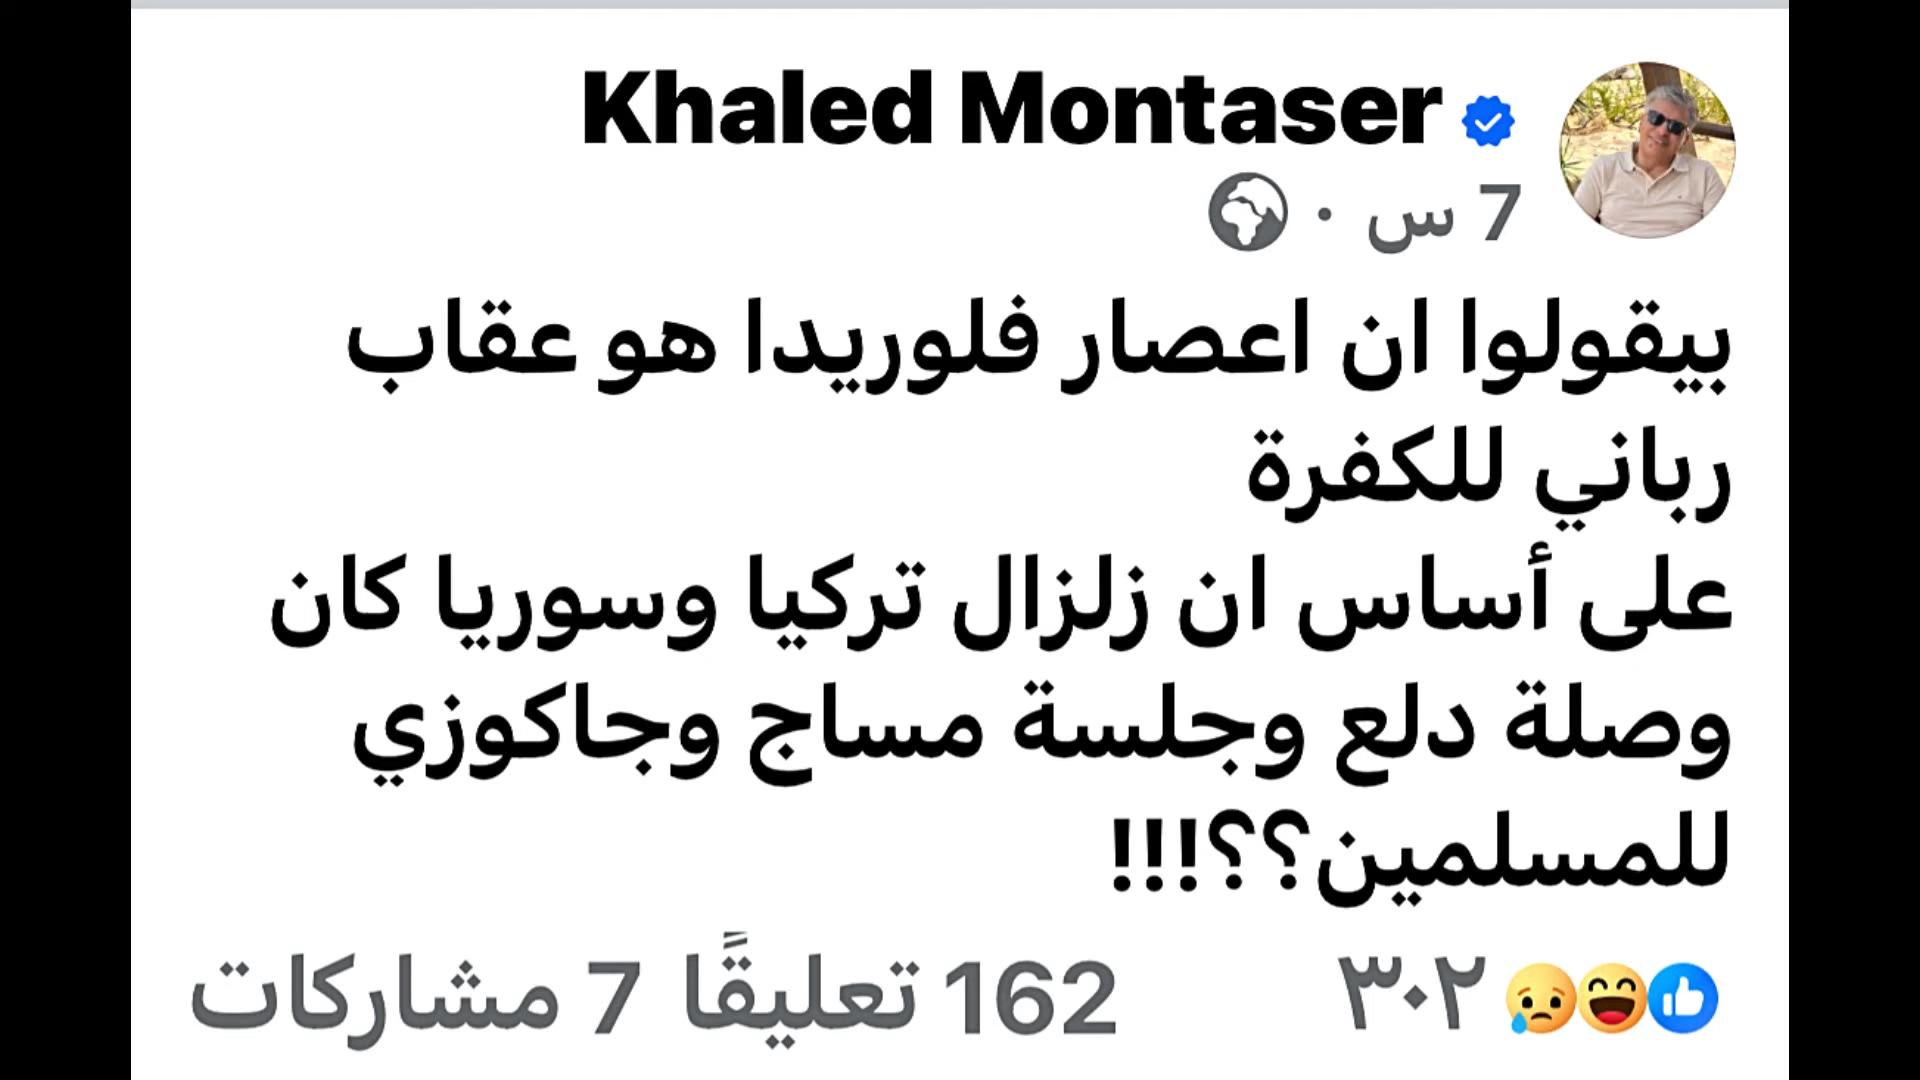 Khaled Montaser
7 س ·
بيقولوا ان اعصار فلوريدا هو عقاب
رباني للكفرة
على أساس ان زلزال تركيا وسوريا كان
وصلة دلع وجلسة مساج وجاكوزي
للمسلمين؟؟!!!
٣٠٢ 162 تعليقًا 7 مشاركات